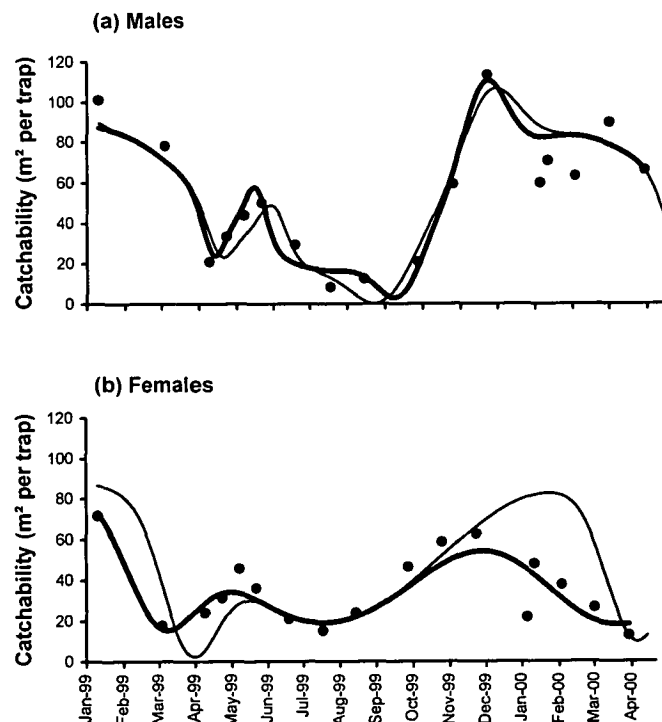 (a) Males
120
100
80
60
40
20
0
Catchability (m² per trap)
(b) Females
120
100
80
60
40
20
0
Catchability (m² per trap)
Jan-99
Feb-99
Mar-99
Apr-99
May-99
Jun-99
Jul-99
Aug-99
Sep-99
Oct-99
Nov-99
Dec-99
Jan-00
Feb-00
Mar-00
Apr-00